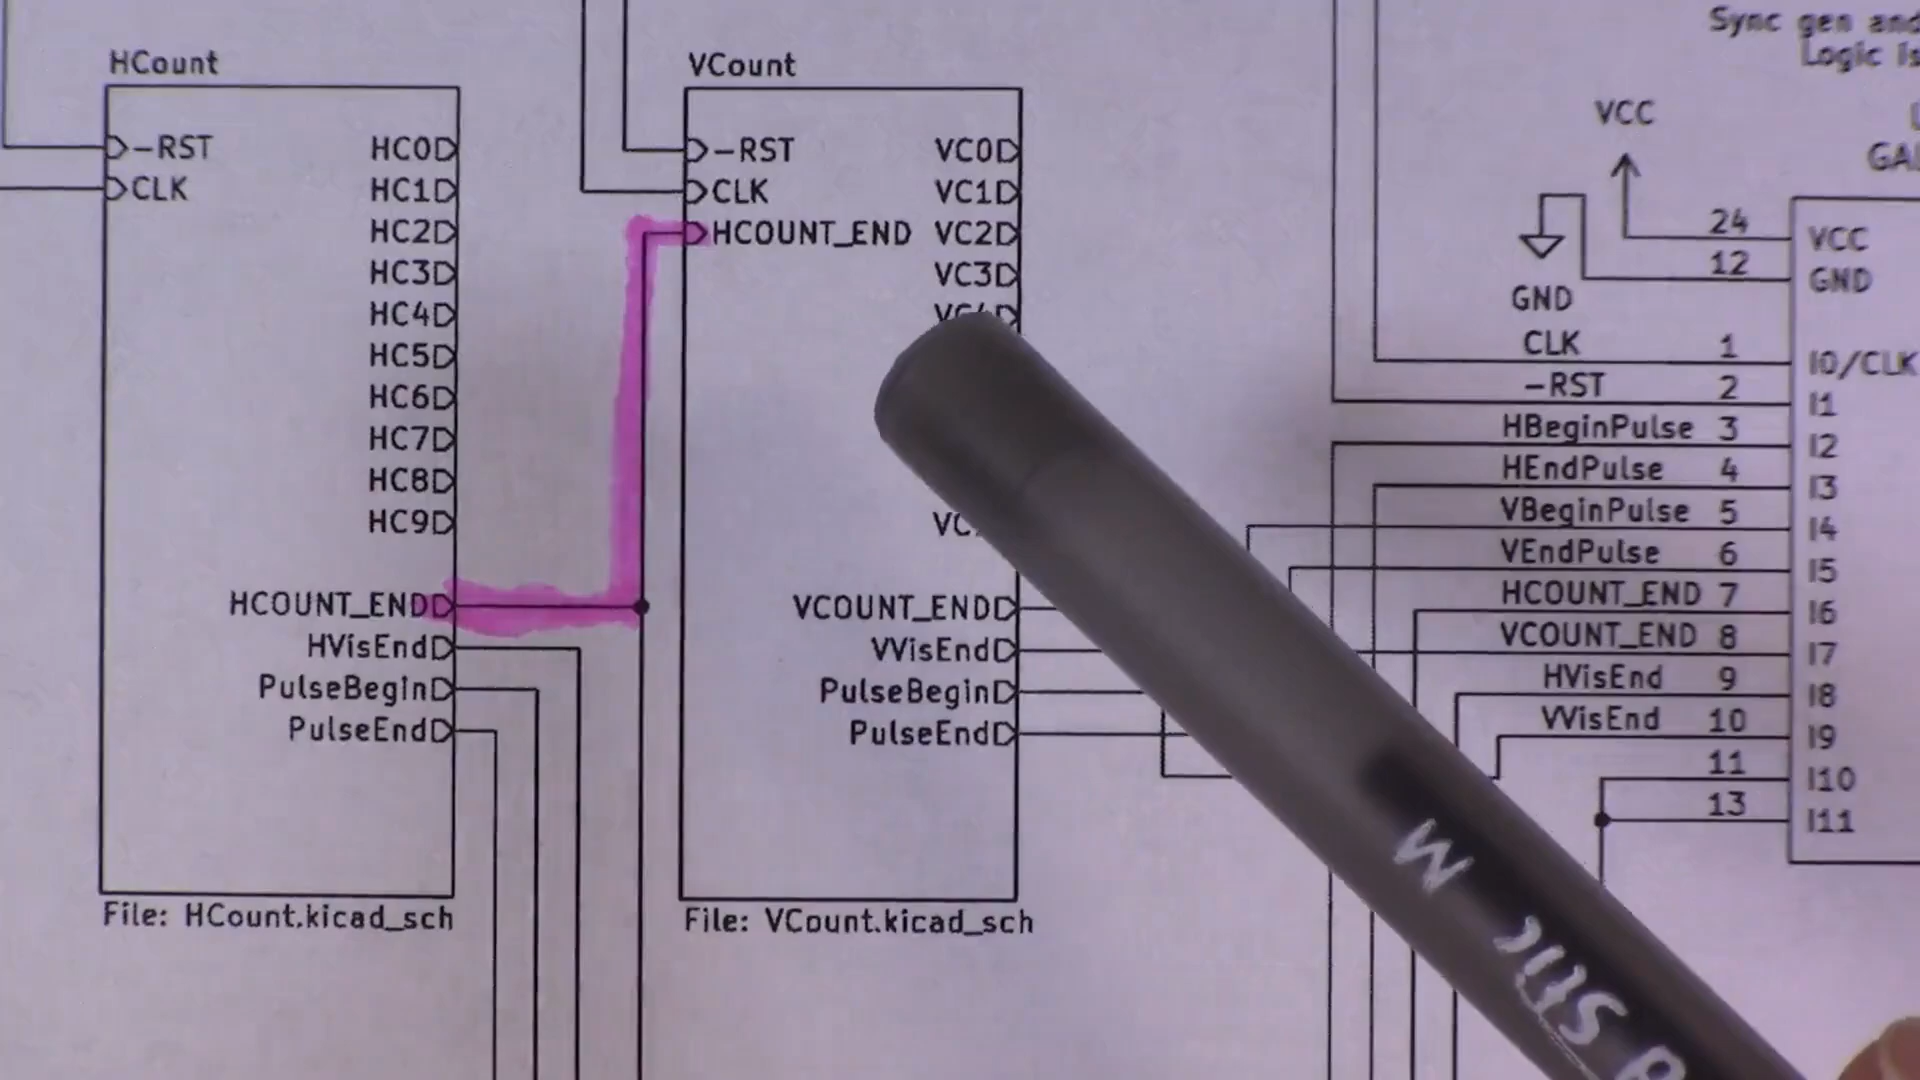 HCount
-RST
CLK
HC0
HC1
HC2
HC3
HC4
HC5
HC6
HC7
HC8
HC9
HCOUNT_END
HVisEnd
PulseBegin
PulseEnd
File: HCount.kicad_sch
VCount
-RST
CLK
HCOUNT_END
VC0
VC1
VC2
VC3
VCOUNT_END
VVisEnd
PulseBegin
PulseEnd
File: VCount.kicad_sch
Sync gen and
Logic
VCC
GND
24 VCC
12 GND
CLK 1 I0/CLK
-RST 2 I1
HBeginPulse 3 I2
HEndPulse 4 I3
VBeginPulse 5 I4
VEndPulse 6 I5
HCOUNT_END 7 I6
VCOUNT_END 8 I7
HVisEnd 9 I8
VVisEnd 10 I9
11 I10
13 I11